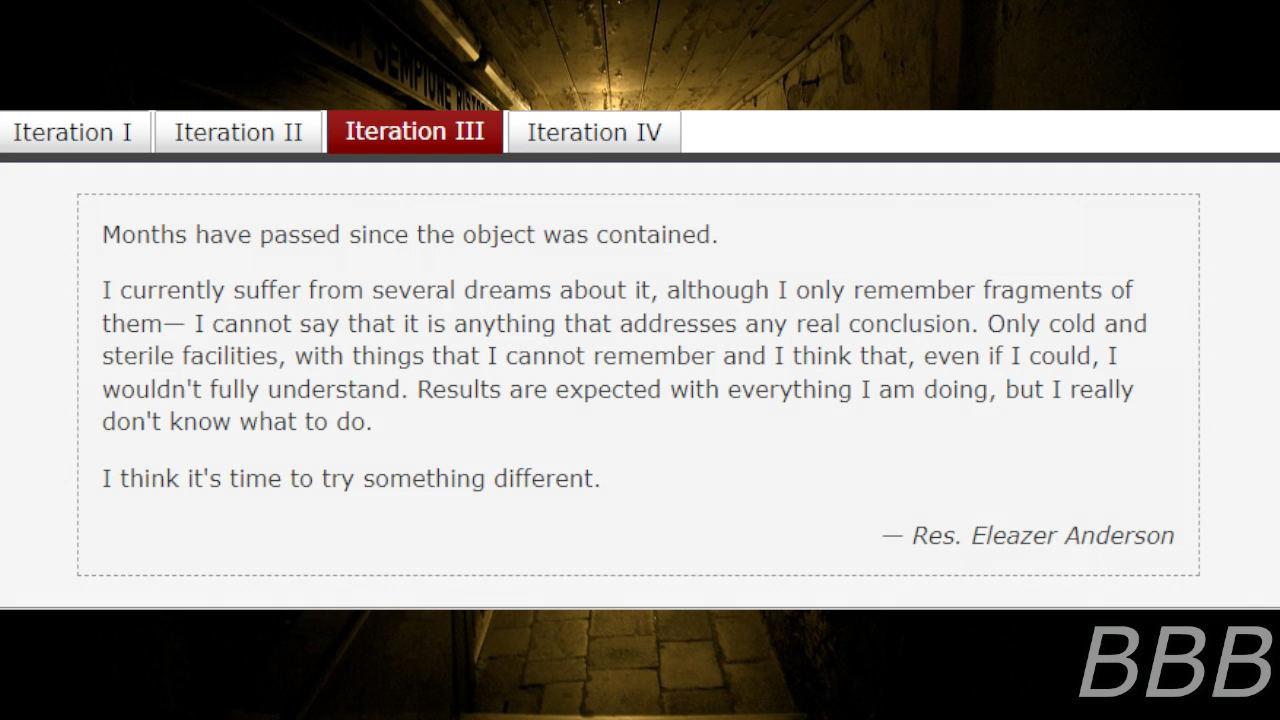 SEMPIONE
Iteration I
Iteration II
Iteration III
Iteration IV
Months have passed since the object was contained.
I currently suffer from several dreams about it, although I only remember fragments of
them— I cannot say that it is anything that addresses any real conclusion. Only cold and
sterile facilities, with things that I cannot remember and I think that, even if I could, I
wouldn't fully understand. Results are expected with everything I am doing, but I really
don't know what to do.
I think it's time to try something different.
— Res. Eleazer Anderson
BBB